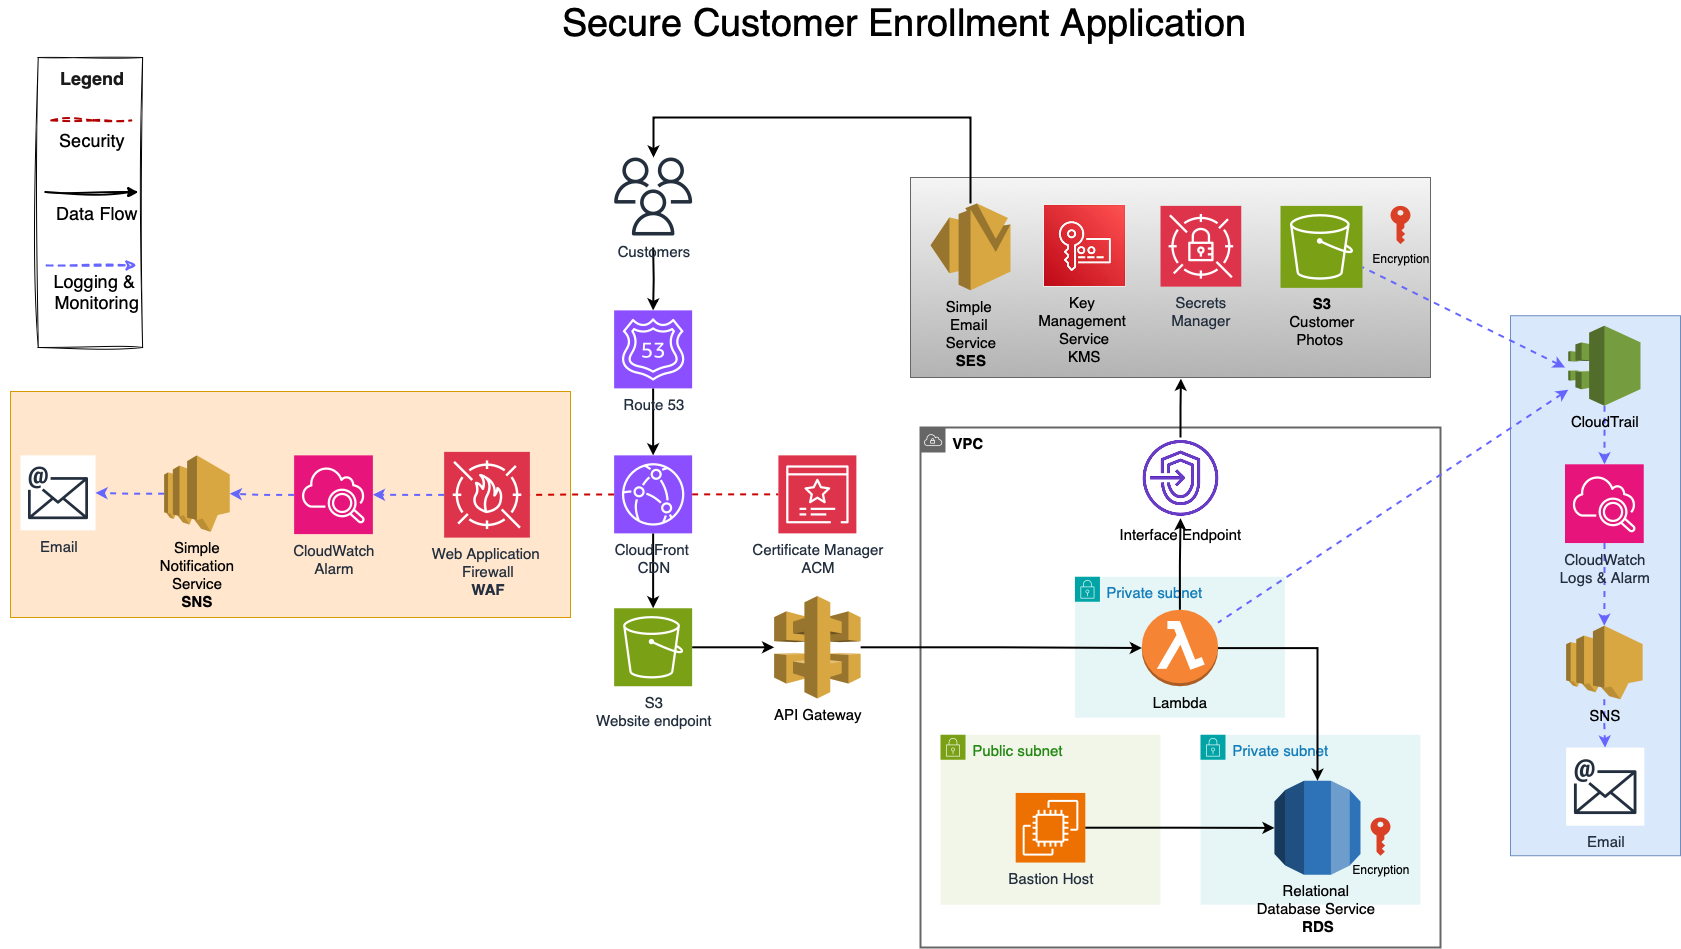 Secure Customer Enrollment Application
Legend
Security
Data Flow
Logging &
Monitoring
Customers
53
Route 53
CloudFront
CDN
Certificate Manager
ACM
Web Application
Firewall
WAF
CloudWatch
Alarm
Simple
Notification
Service
SNS
@
Email
S3
Website endpoint
API Gateway
Simple
Email
Service
SES
Key
Management
Service
KMS
Secrets
Manager
S3
Customer
Photos
Encryption
VPC
Interface Endpoint
Private subnet
λ
Lambda
Public subnet
Bastion Host
Private subnet
Encryption
Relational
Database Service
RDS
CloudTrail
CloudWatch
Logs & Alarm
SNS
@
Email